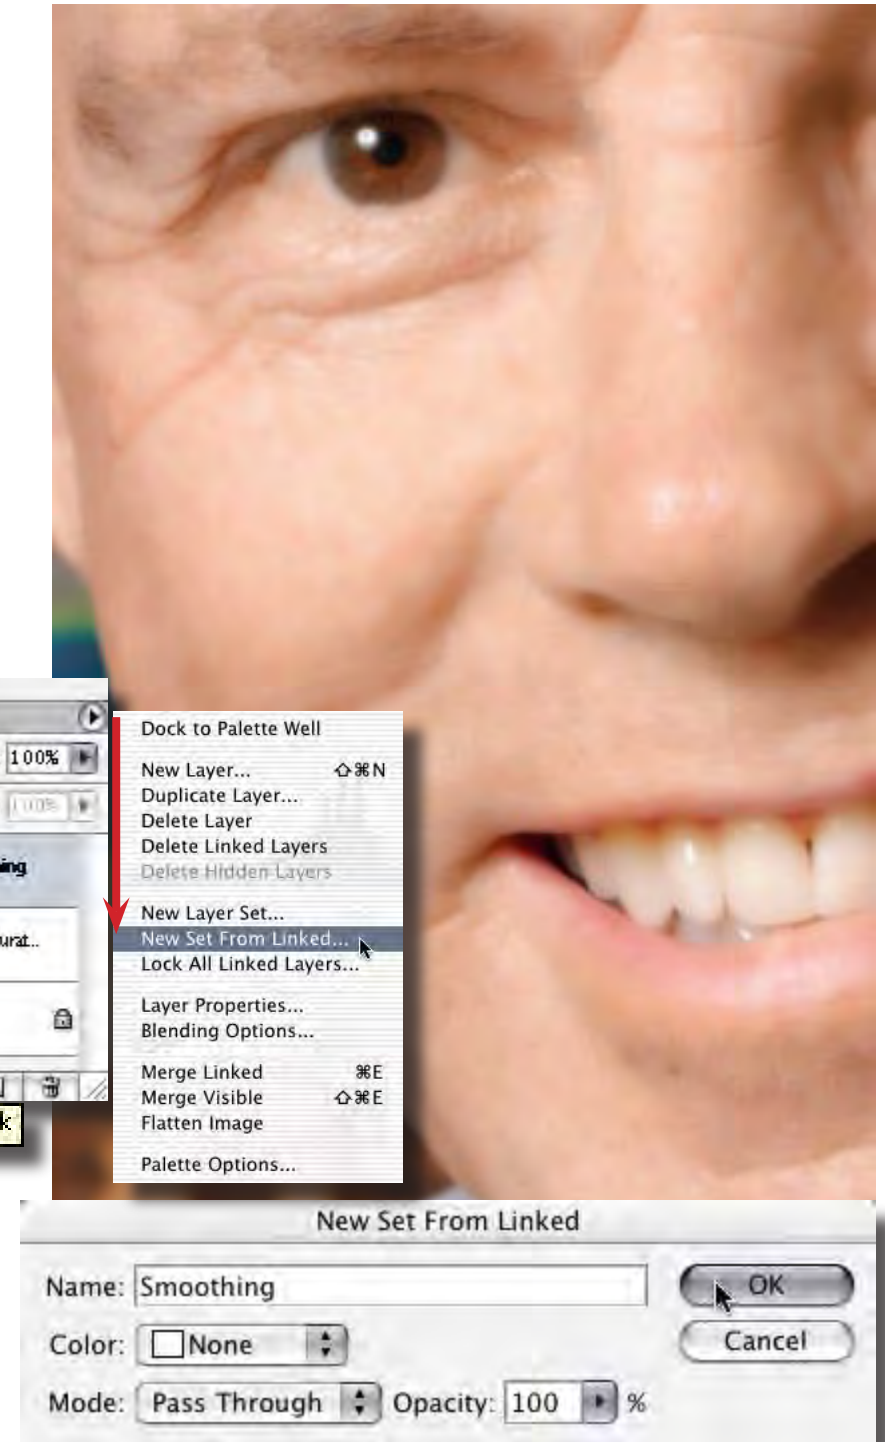 100%
100%
urat...
Dock to Palette Well
New Layer... ⇧⌘N
Duplicate Layer...
Delete Layer
Delete Linked Layers
Delete Hidden Layers
New Layer Set...
New Set From Linked...
Lock All Linked Layers...
Layer Properties...
Blending Options...
Merge Linked ⌘E
Merge Visible ⇧⌘E
Flatten Image
Palette Options...
New Set From Linked
Name: Smoothing
OK
Color: None
Cancel
Mode: Pass Through Opacity: 100 %